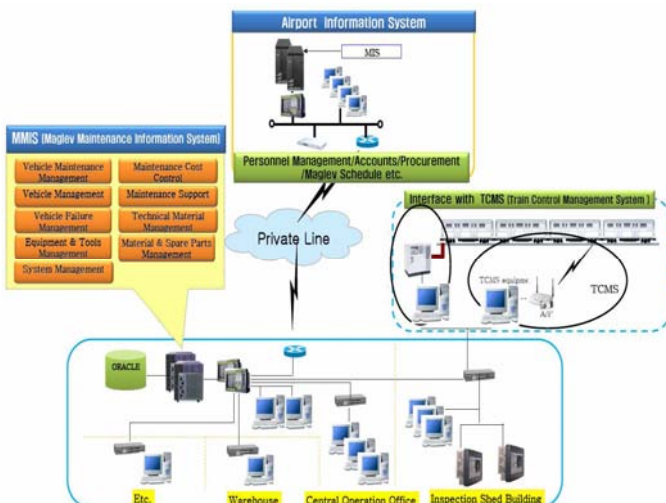 Airport Information System
MIS
Personnel Management/Accounts/Procurement
/Maglev Schedule etc.
MMIS (Maglev Maintenance Information System)
Vehicle Maintenance
Management
Maintenance Cost
Control
Vehicle Management
Maintenance Support
Vehicle Failure
Management
Technical Material
Management
Equipment & Tools
Management
Material & Spare Parts
Management
System Management
Private Line
Interface with TCMS (Train Control Management System )
TCMS equipme
TCMS
ORACLE
Etc.
Warehouse
Central Operation Office
Inspection Shed Building